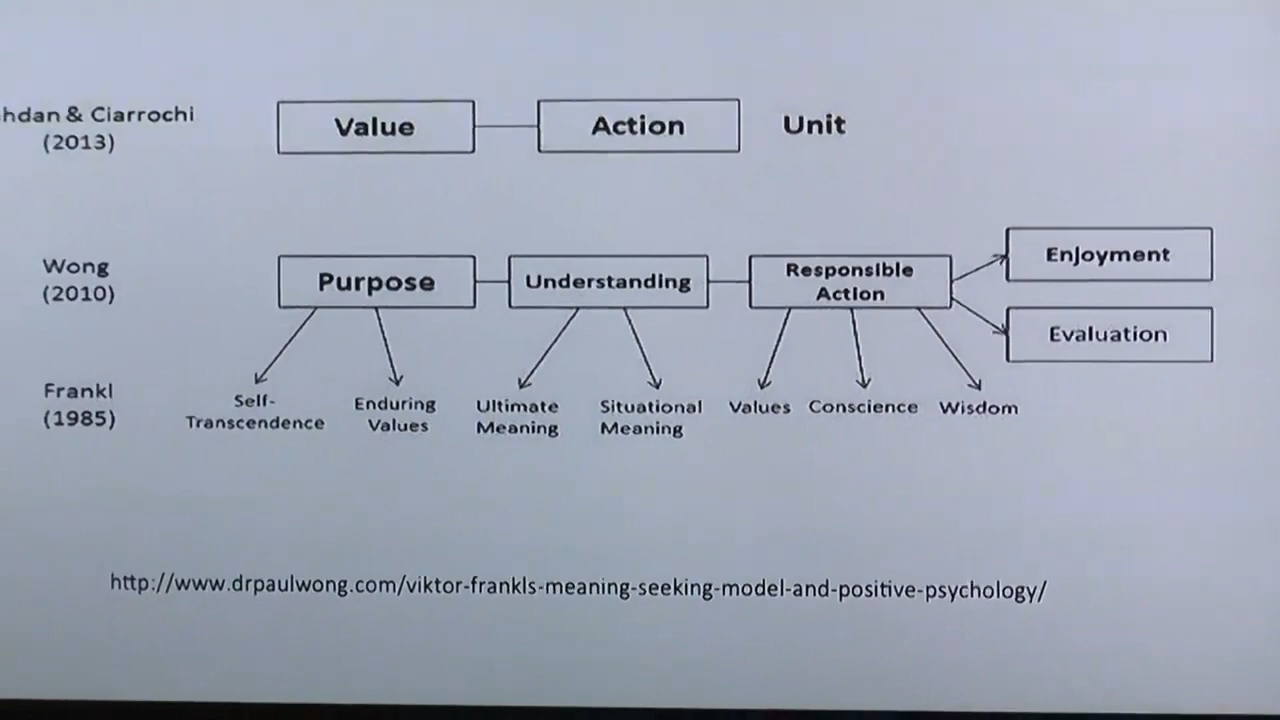 hdan & Ciarrochi
(2013)
Value
Action
Unit
Wong
(2010)
Purpose
Understanding
Responsible
Action
Enjoyment
Evaluation
Frankl
(1985)
Self-
Transcendence
Enduring
Values
Ultimate
Meaning
Situational
Meaning
Values
Conscience
Wisdom
http://www.drpaulwong.com/viktor-frankls-meaning-seeking-model-and-positive-psychology/